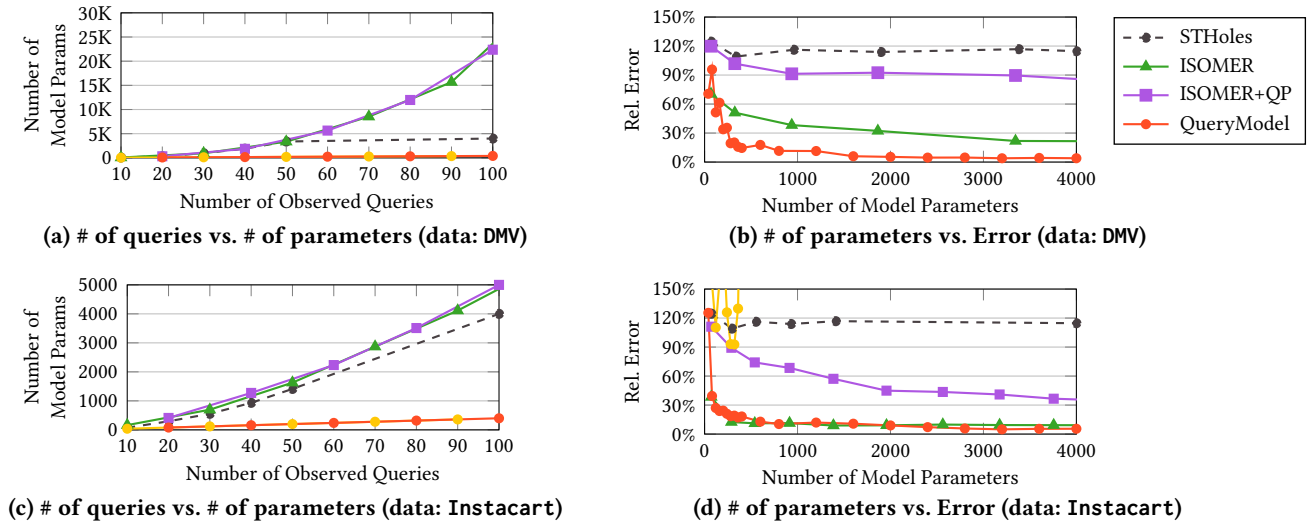 Number of
Model Params
30K
25K
20K
15K
10K
5K
0
10 20 30 40 50 60 70 80 90 100
Number of Observed Queries
(a) # of queries vs. # of parameters (data: DMV)
Rel. Error
150%
120%
90%
60%
30%
0%
0 1000 2000 3000 4000
Number of Model Parameters
(b) # of parameters vs. Error (data: DMV)
STHoles
ISOMER
ISOMER+QP
QueryModel
Number of
Model Params
5000
4000
3000
2000
1000
0
10 20 30 40 50 60 70 80 90 100
Number of Observed Queries
(c) # of queries vs. # of parameters (data: Instacart)
Rel. Error
150%
120%
90%
60%
30%
0%
0 1000 2000 3000 4000
Number of Model Parameters
(d) # of parameters vs. Error (data: Instacart)